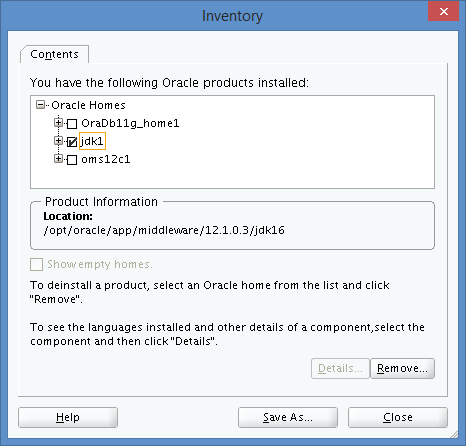 Inventory
Contents
You have the following Oracle products installed:
Oracle Homes
OraDb11g_home1
jdk1
oms12c1
Product Information
Location:
/opt/oracle/app/middleware/12.1.0.3/jdk16
Show empty homes.
To deinstall a product, select an Oracle home from the list and click
"Remove".
To see the languages installed and other details of a component,select the
component and then click "Details".
Details... Remove...
Help Save As... Close